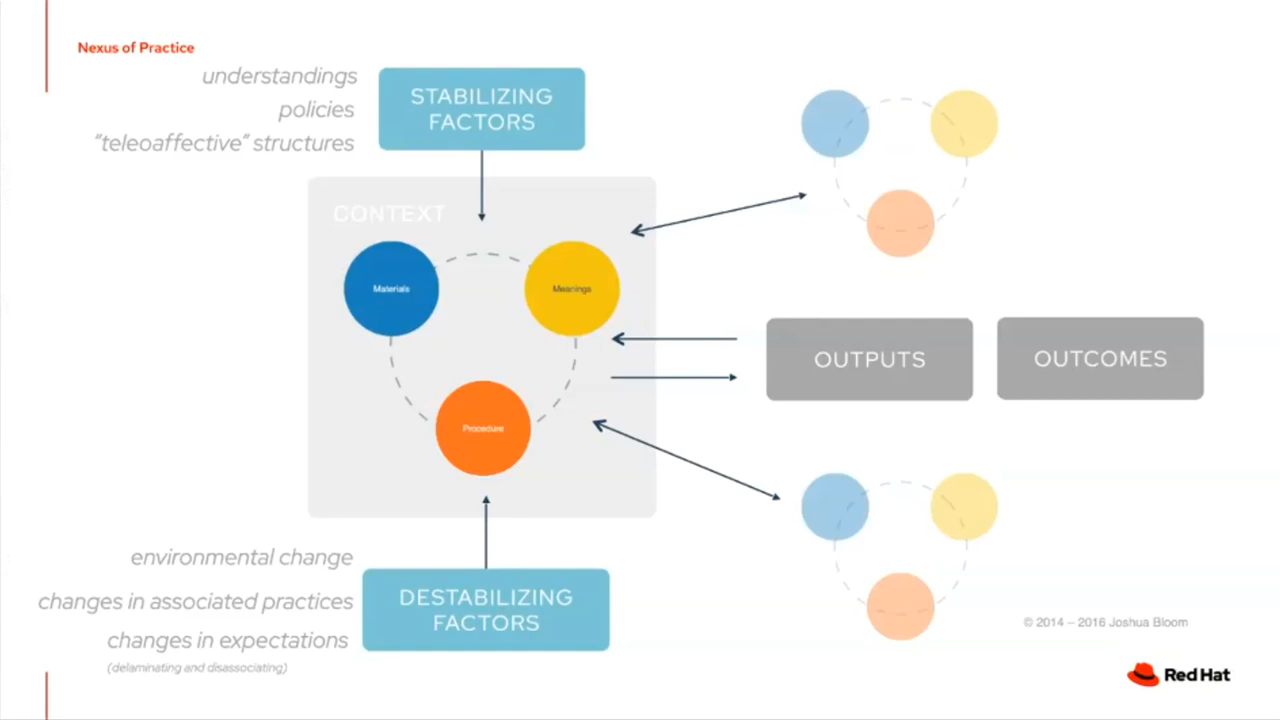 Nexus of Practice
understandings
policies
“teleoaffective” structures
STABILIZING
FACTORS
CONTEXT
Materials
Meanings
Procedure
OUTPUTS
OUTCOMES
environmental change
changes in associated practices
changes in expectations
(delaminating and disassociating)
DESTABILIZING
FACTORS
© 2014 – 2016 Joshua Bloom
Red Hat